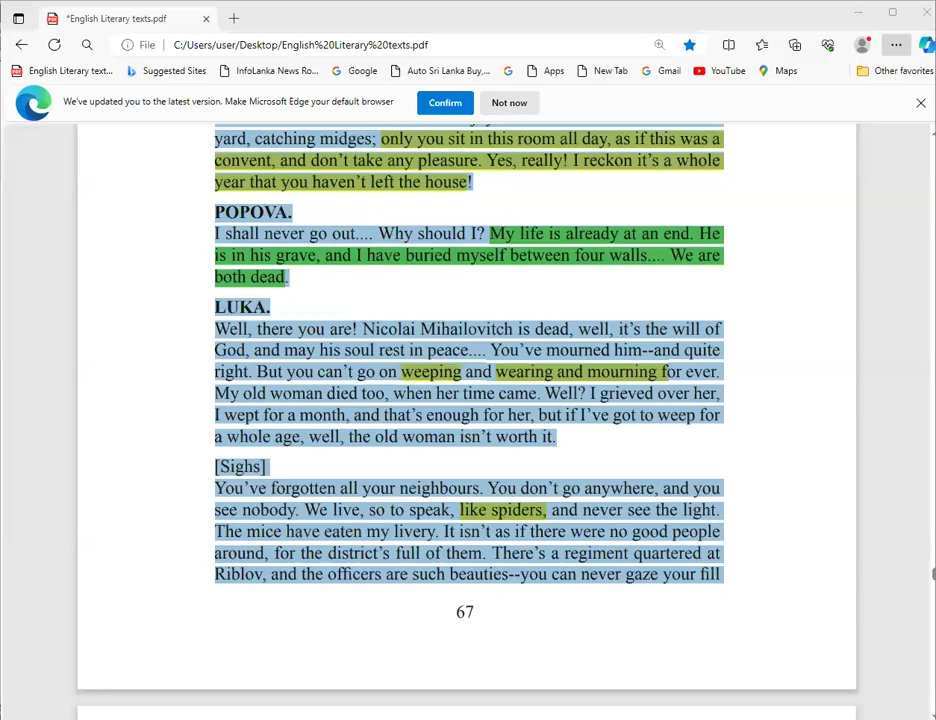 *English Literary texts.pdf
File C:/Users/user/Desktop/English%20Literary%20texts.pdf
English Literary text... Suggested Sites InfoLanka News Ro... Google Auto Sri Lanka Buy,... Apps New Tab Gmail YouTube Maps Other favorites
We've updated you to the latest version. Make Microsoft Edge your default browser Confirm Not now
yard, catching midges; only you sit in this room all day, as if this was a
convent, and don't take any pleasure. Yes, really! I reckon it's a whole
year that you haven't left the house!
POPOVA.
I shall never go out.... Why should I? My life is already at an end. He
is in his grave, and I have buried myself between four walls.... We are
both dead.
LUKA.
Well, there you are! Nicolai Mihailovitch is dead, well, it's the will of
God, and may his soul rest in peace.... You've mourned him--and quite
right. But you can't go on weeping and wearing and mourning for ever.
My old woman died too, when her time came. Well? I grieved over her,
I wept for a month, and that's enough for her, but if I've got to weep for
a whole age, well, the old woman isn't worth it.
[Sighs]
You've forgotten all your neighbours. You don't go anywhere, and you
see nobody. We live, so to speak, like spiders, and never see the light.
The mice have eaten my livery. It isn't as if there were no good people
around, for the district's full of them. There's a regiment quartered at
Riblov, and the officers are such beauties--you can never gaze your fill
67